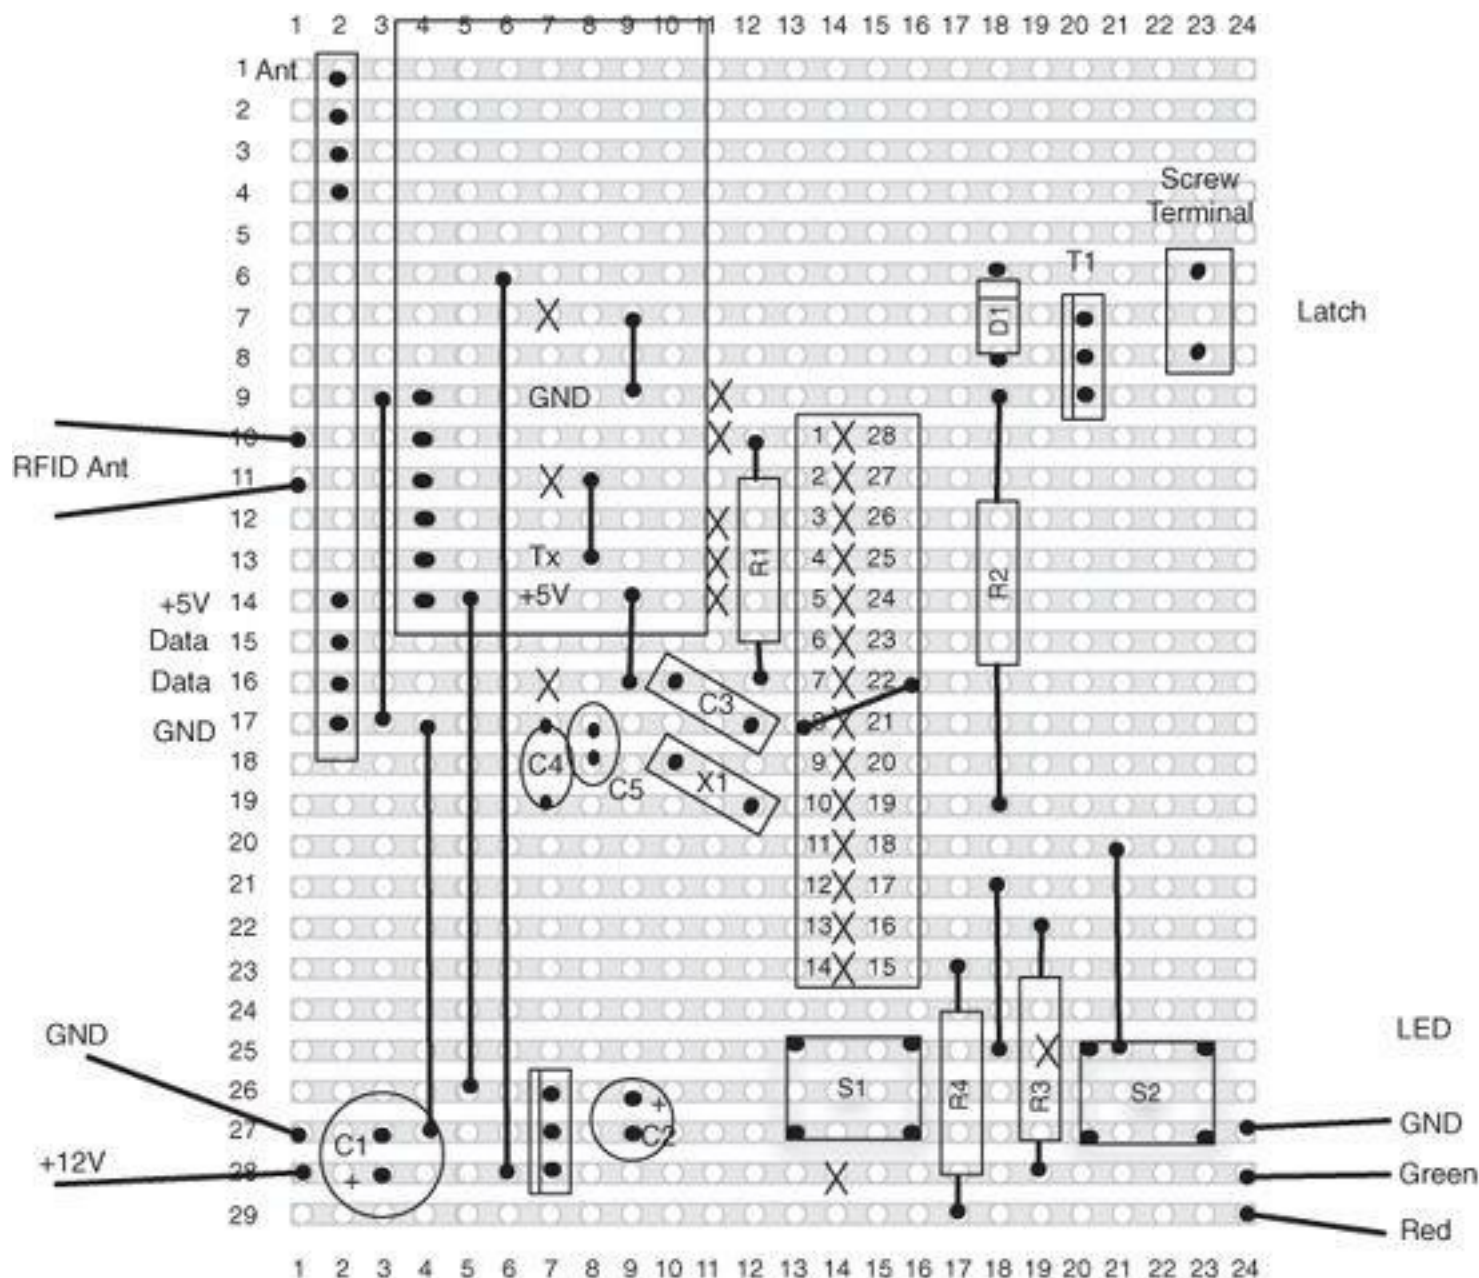 1 2 3 4 5 6 7 8 9 10 11 12 13 14 15 16 17 18 19 20 21 22 23 24
1 Ant
2
3
4
Screw
Terminal
5
6
T1
7
D1
Latch
8
9 GND
10 1 28
RFID Ant
11 2 27
12 3 26
13 Tx R1 4 25
R2
+5V 14 +5V 5 24
Data 15 6 23
Data 16 7 22
C3
GND 17 8 21
18 C4 9 20
C5 X1
19 10 19
20 11 18
21 12 17
22 13 16
23 14 15
24
GND LED
25
26 S1 R4 R3 S2
27 C1 + C2 GND
+12V 28 + Green
29 Red
1 2 3 4 5 6 7 8 9 10 11 12 13 14 15 16 17 18 19 20 21 22 23 24